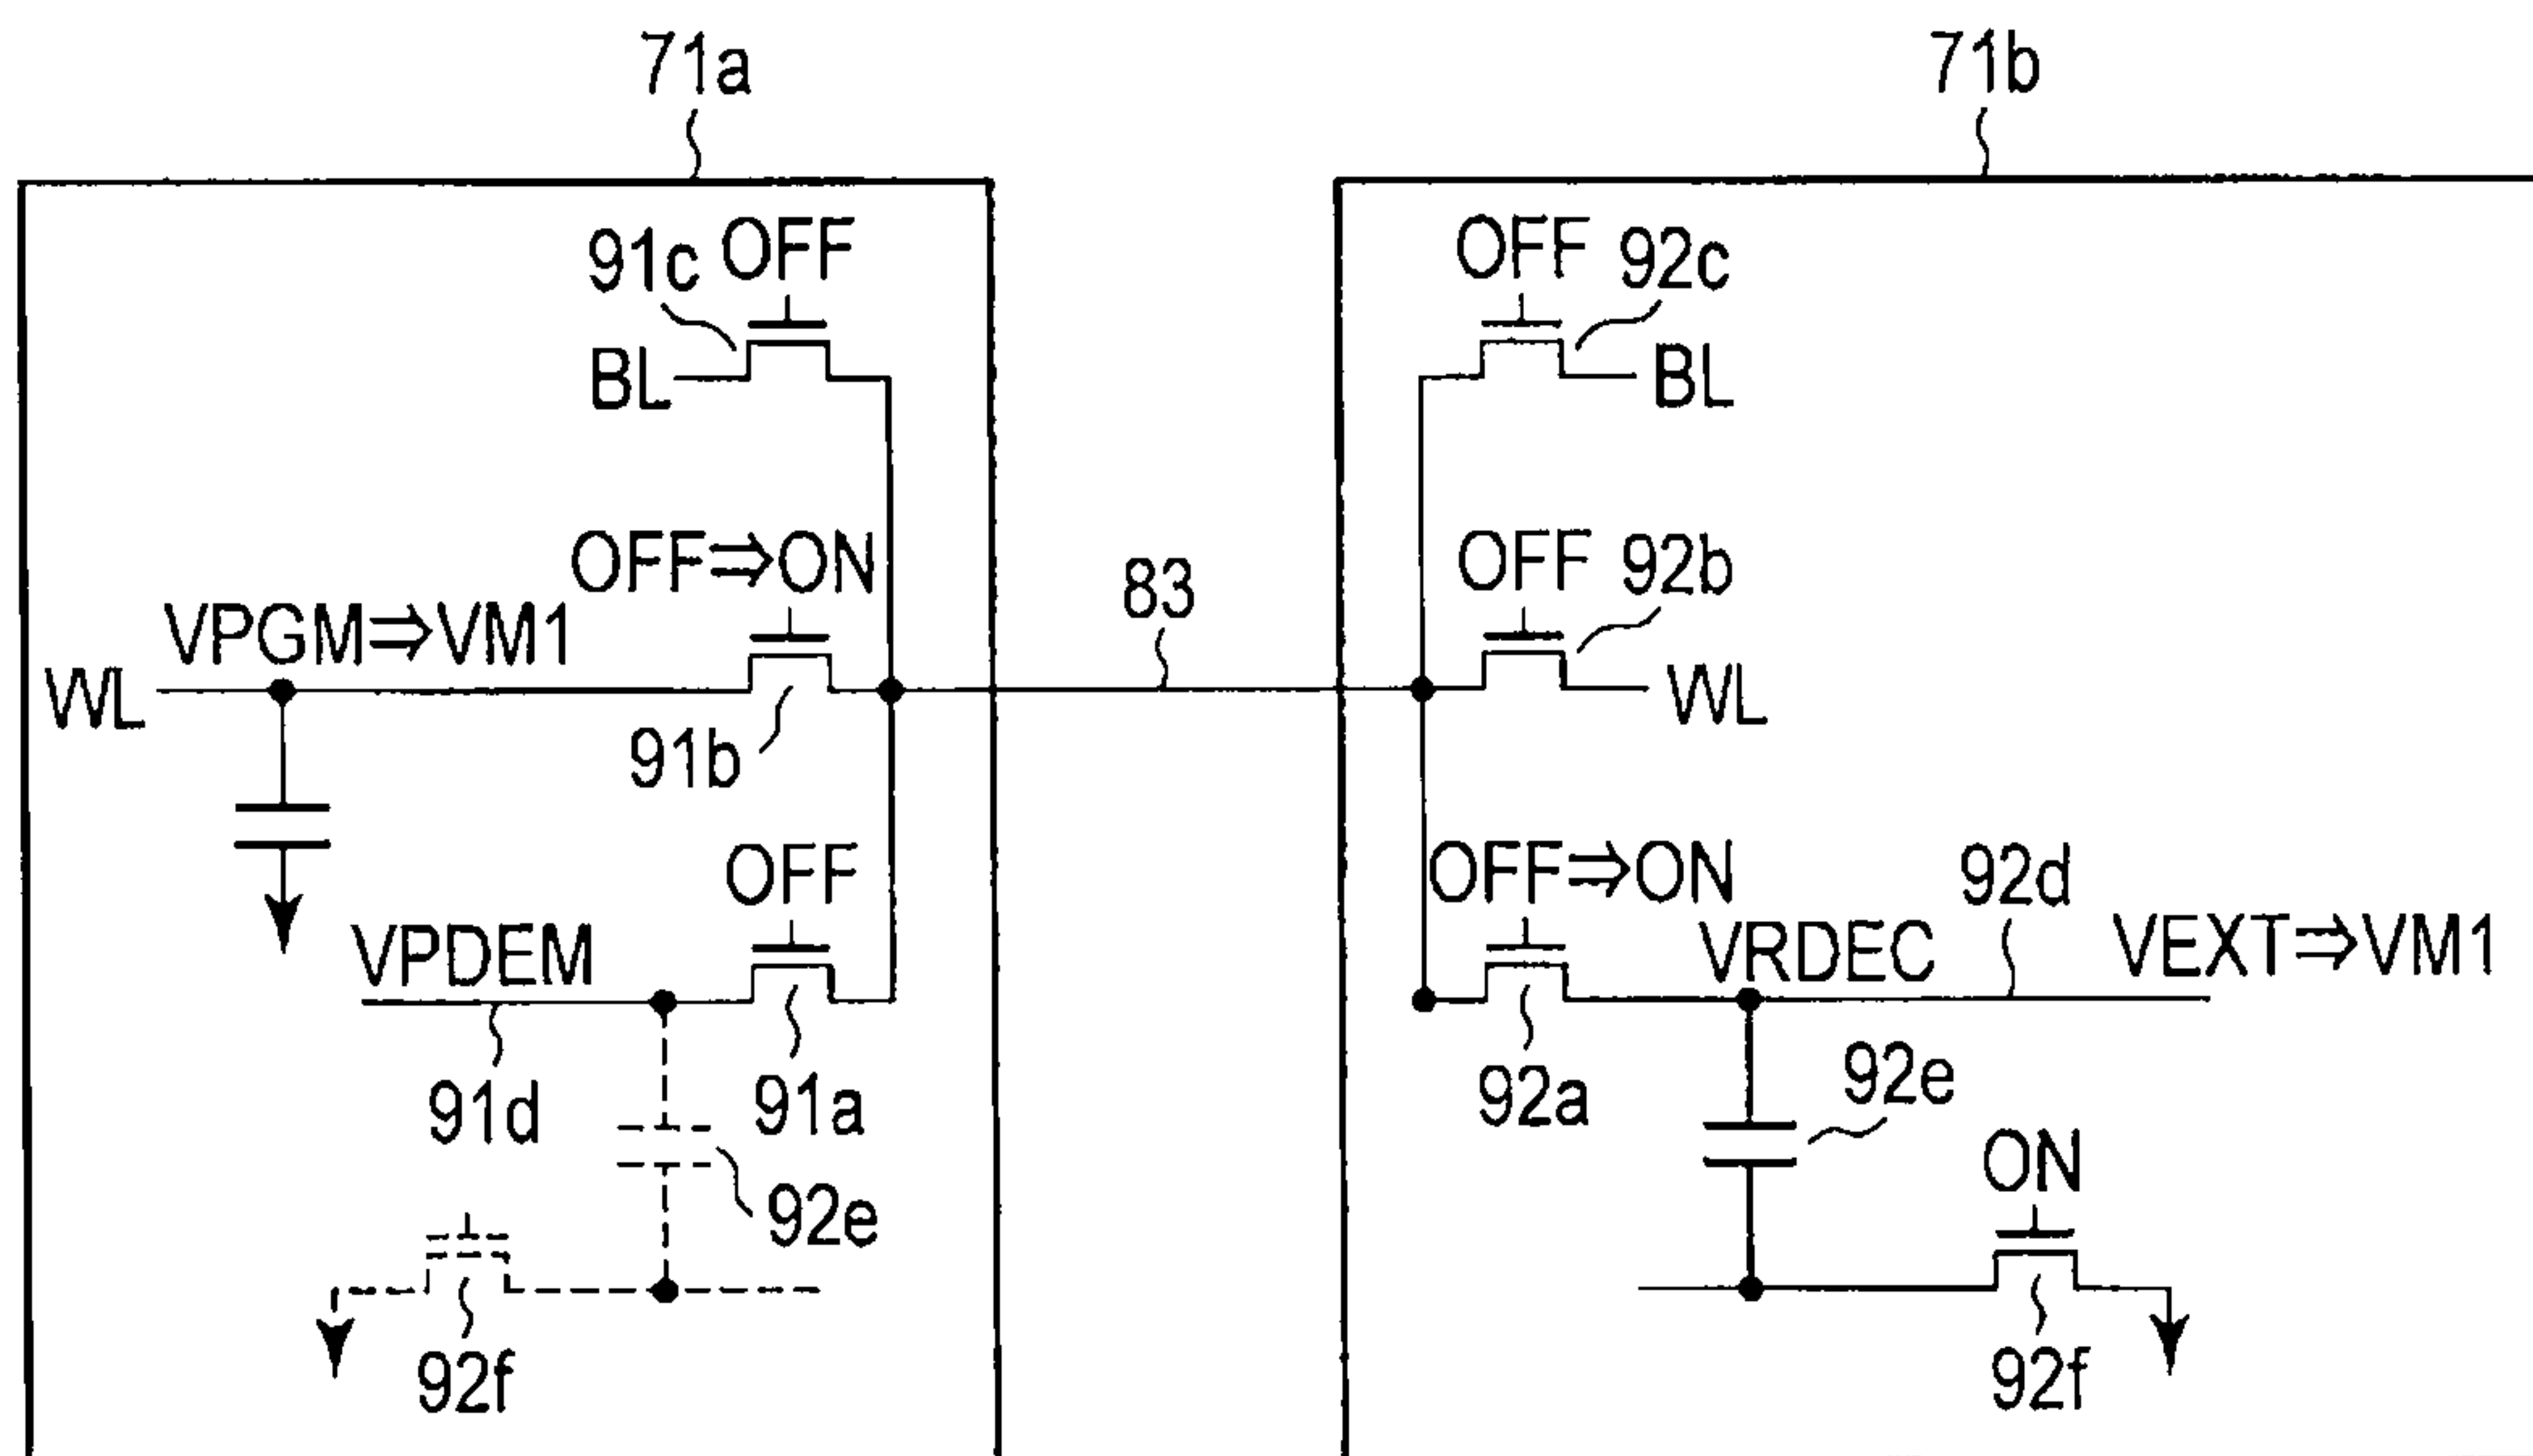 71a
71b
OFF
91c
BL
OFF
92c
BL
OFF⇒ON
VPGM⇒VM1
WL
91b
83
OFF
92b
WL
OFF
VPDEM
91d
91a
92e
92f
OFF⇒ON
VRDEC
92d
VEXT⇒VM1
92a
92e
ON
92f